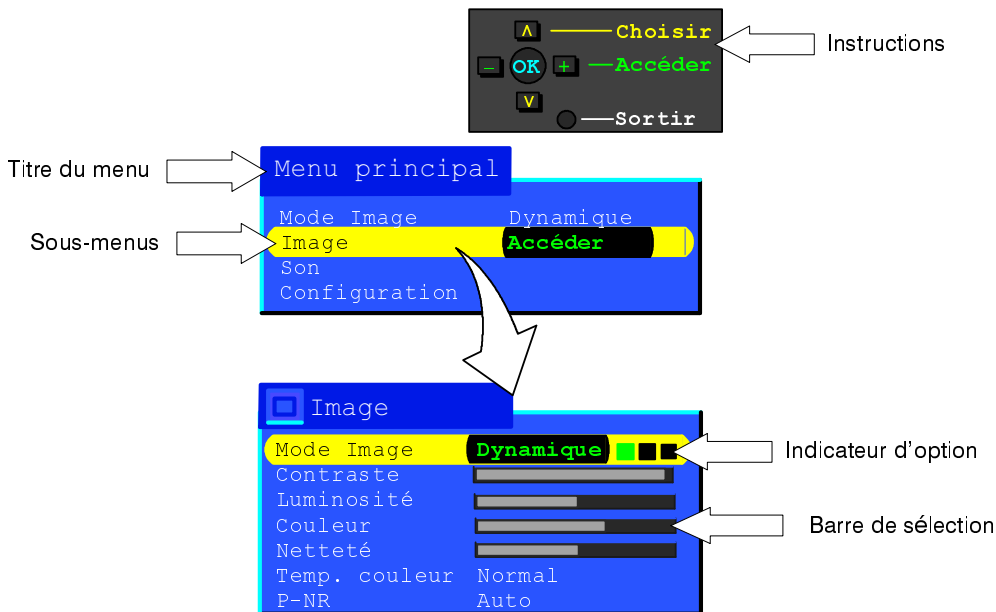 Λ Choisir
Instructions
– OK + Accéder
V
Sortir
Titre du menu
Menu principal
Mode Image Dynamique
Sous-menus
Image Accéder
Son
Configuration
Image
Mode Image Dynamique
Indicateur d'option
Contraste
Luminosité
Couleur
Barre de sélection
Netteté
Temp. couleur Normal
P-NR Auto